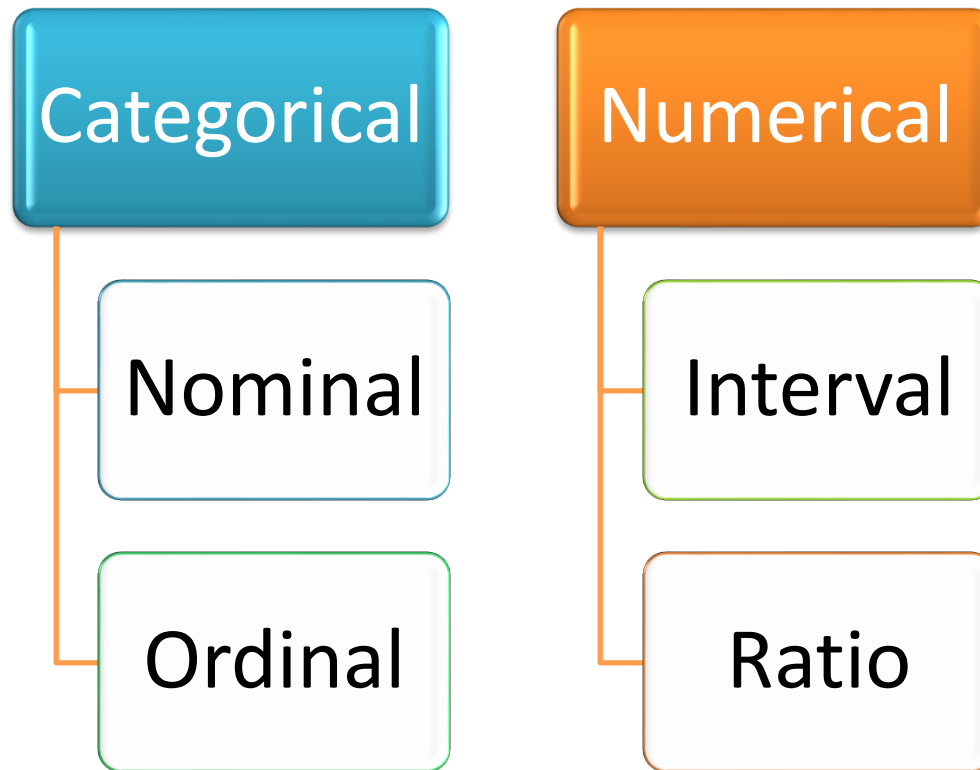 Categorical
Nominal
Ordinal
Numerical
Interval
Ratio